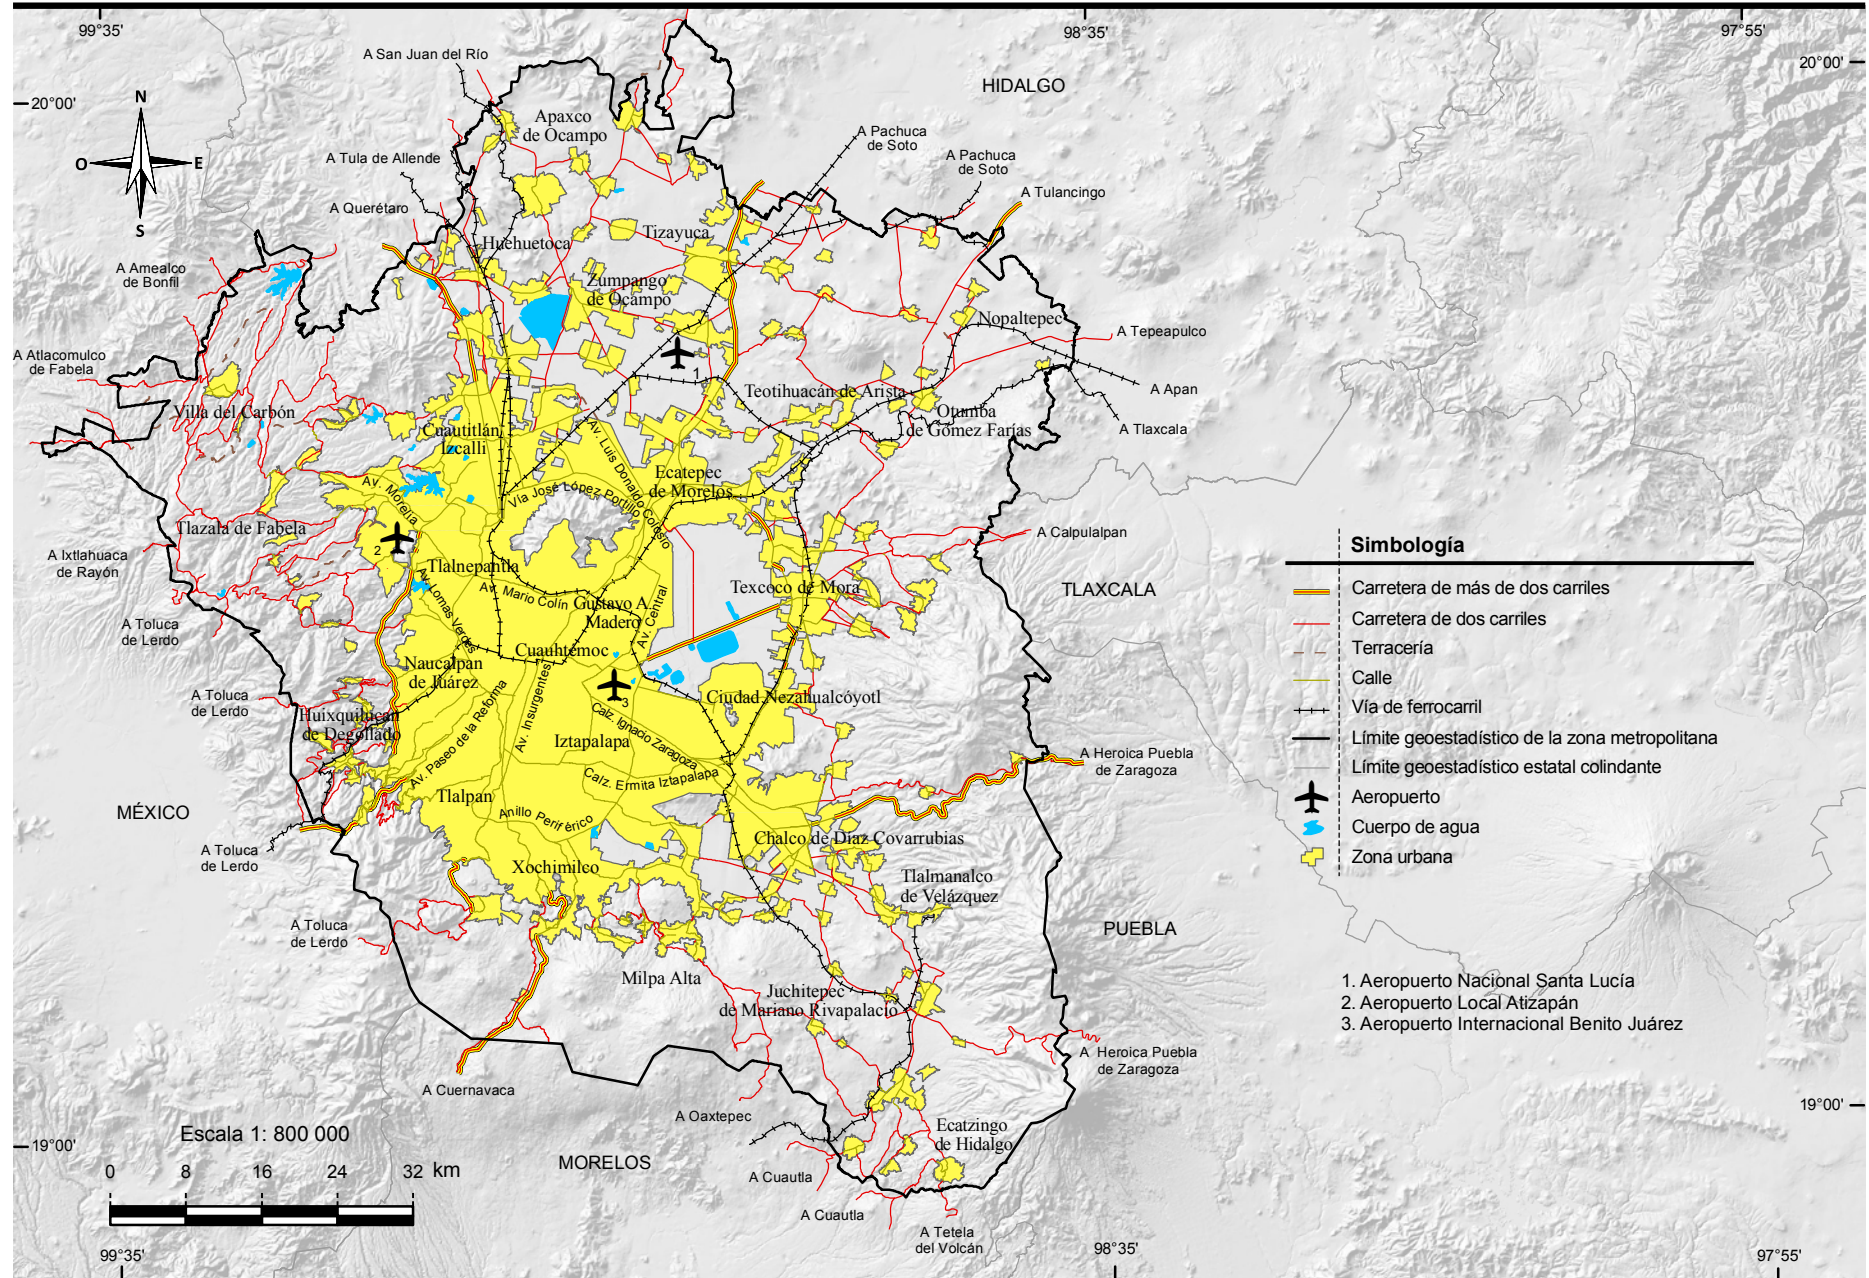 99°35'
98°35'
97°55'
20°00'
20°00'
N
O
E
S
HIDALGO
A San Juan del Río
Apaxco
de Ocampo
A Pachuca
de Soto
A Pachuca
de Soto
A Tula de Allende
A Tulancingo
A Querétaro
Huehuetoca
Tizayuca
A Amealco
de Bonfil
Zumpango
de Ocampo
Nopaltepec
A Tepeapulco
A Atlacomulco
de Fabela
1
Teotihuacán de Arista
A Apan
Villa del Carbón
Otumba
de Gómez Farías
A Tlaxcala
Cuautitlán
Izcalli
Av. Luis Donaldo Colosio
Ecatepec
de Morelos
Av. Morelia
Vía José López Portillo
Tlazala de Fabela
2
A Calpulalpan
A Ixtlahuaca
de Rayón
Tlalnepantla
Av. Lomas Verdes
Av. Mario Colín
Gustavo A.
Madero
Av. Central
Texcoco de Mora
TLAXCALA
A Toluca
de Lerdo
Cuauhtémoc
Naucalpan
de Juárez
3
Ciudad Nezahualcóyotl
A Toluca
de Lerdo
Huixquilucan
de Degollado
Av. Paseo de la Reforma
Av. Insurgentes
Calz. Ignacio Zaragoza
Iztapalapa
A Heroica Puebla
de Zaragoza
Calz. Ermita Iztapalapa
Tlalpan
MÉXICO
Anillo Periférico
Chalco de Díaz Covarrubias
A Toluca
de Lerdo
Xochimilco
Tlalmanalco
de Velázquez
A Toluca
de Lerdo
PUEBLA
Milpa Alta
Juchitepec
de Mariano Rivapalacio
A Heroica Puebla
de Zaragoza
A Cuernavaca
A Oaxtepec
Ecatzingo
de Hidalgo
MORELOS
A Cuautla
A Cuautla
A Tetela
del Volcán
Simbología
Carretera de más de dos carriles
Carretera de dos carriles
Terracería
Calle
Vía de ferrocarril
Límite geoestadístico de la zona metropolitana
Límite geoestadístico estatal colindante
Aeropuerto
Cuerpo de agua
Zona urbana
1. Aeropuerto Nacional Santa Lucía
2. Aeropuerto Local Atizapán
3. Aeropuerto Internacional Benito Juárez
19°00'
19°00'
Escala 1: 800 000
0 8 16 24 32 km
99°35'
98°35'
97°55'